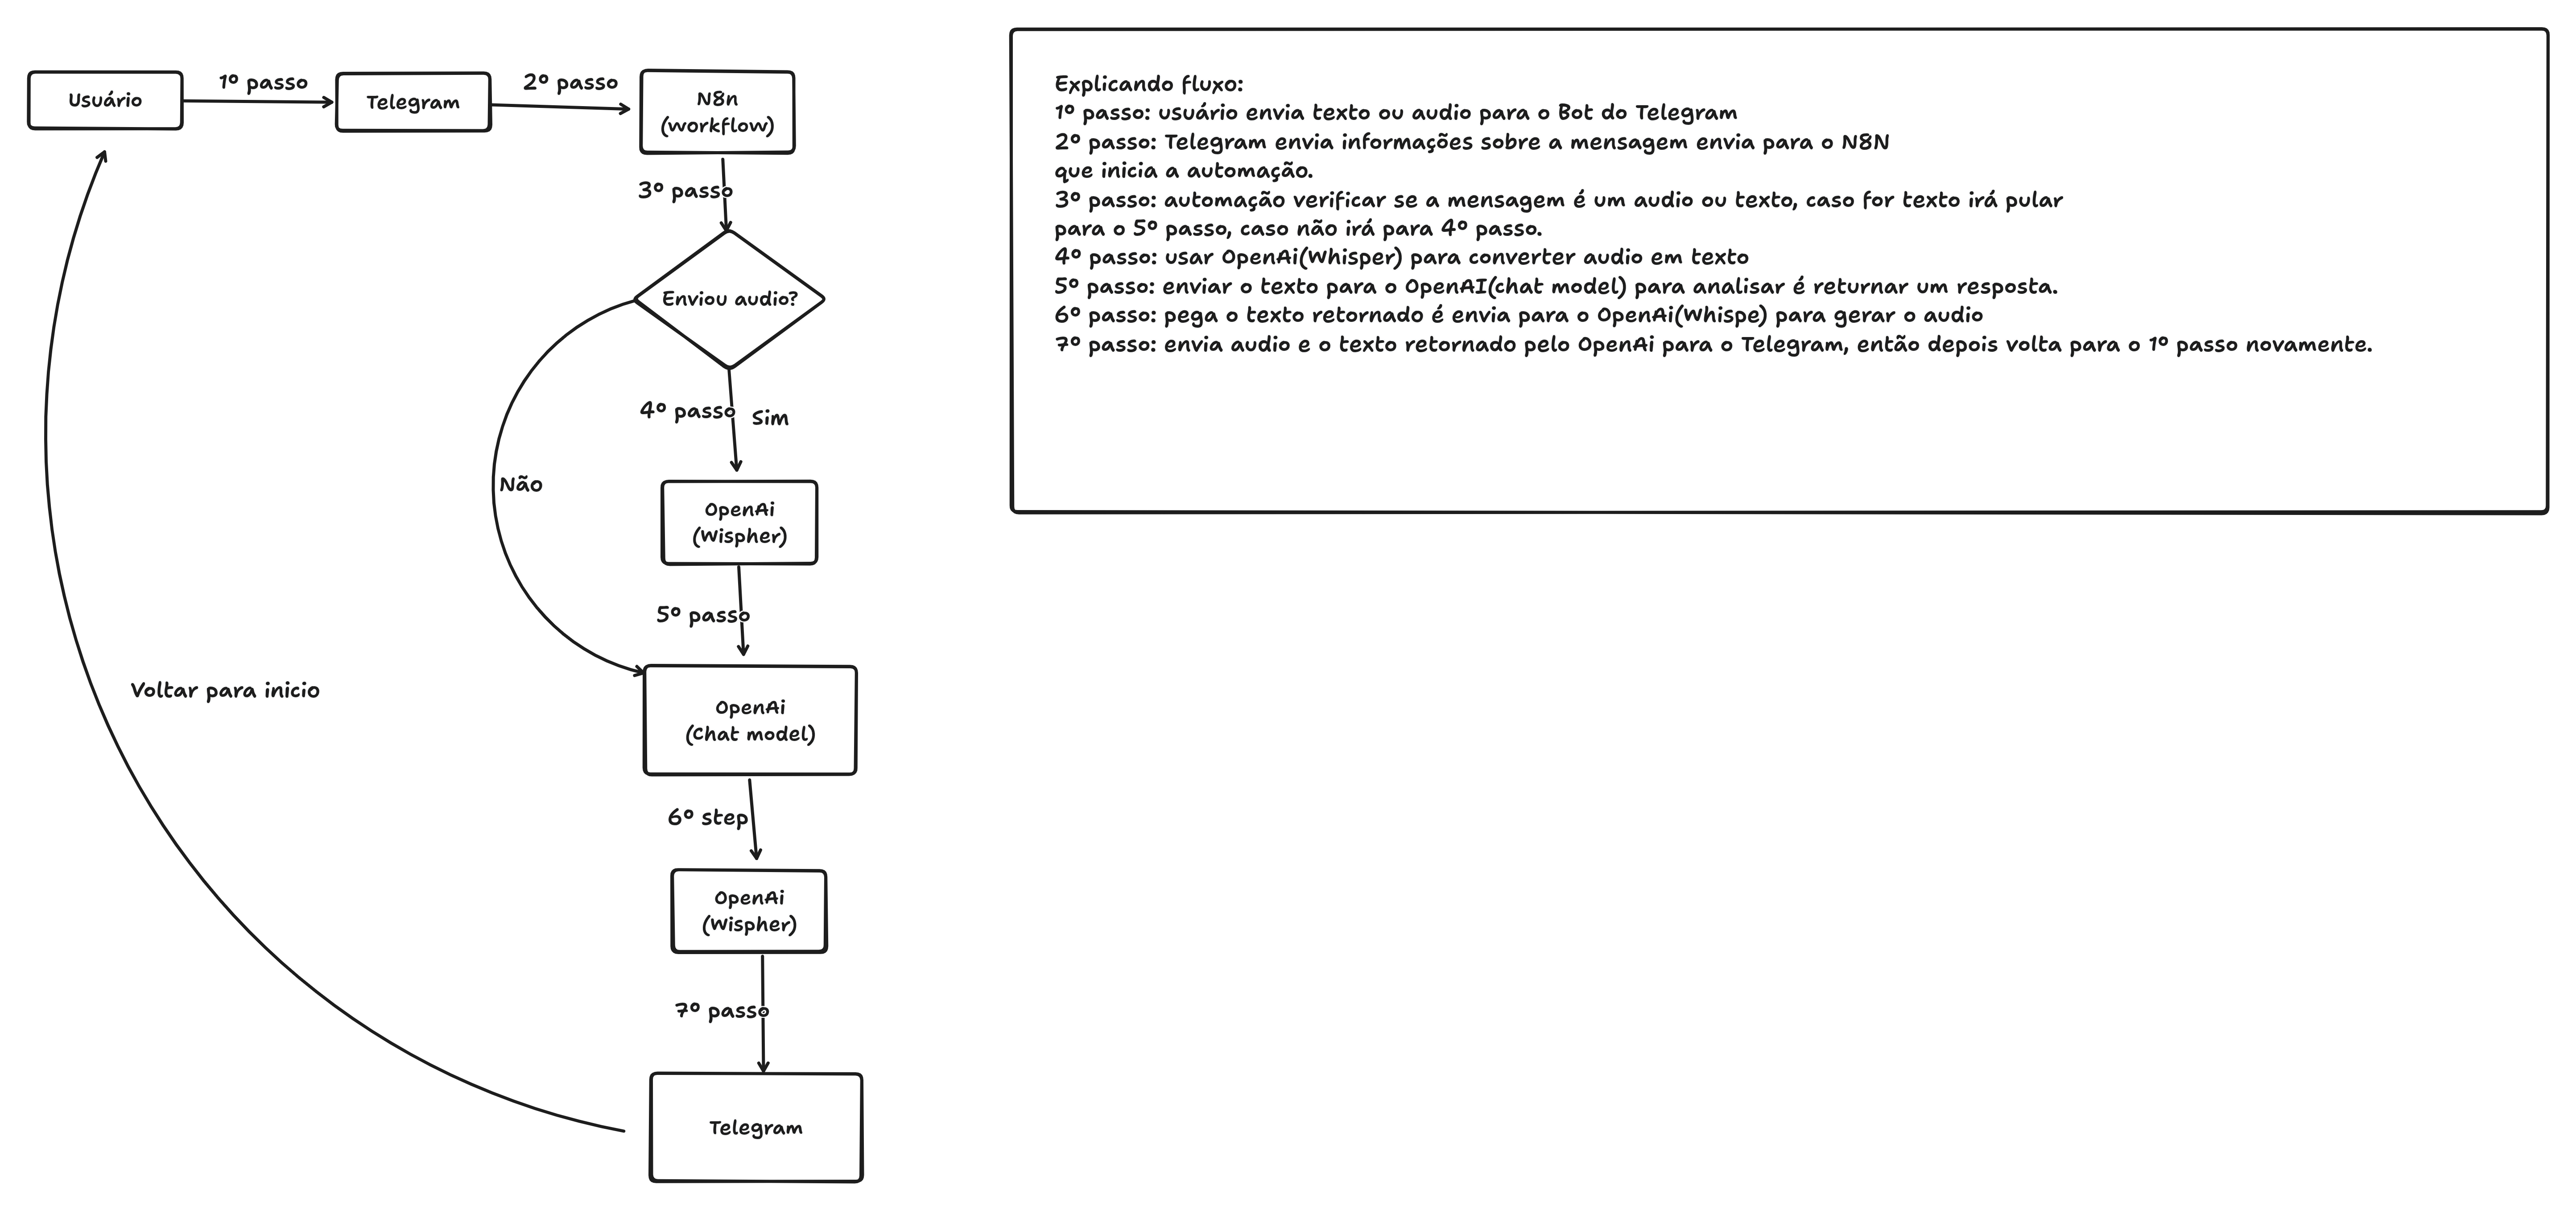 Usuário
1º passo
Telegram
2º passo
N8n
(workflow)
3º passo
Enviou audio?
4º passo
Sim
Não
OpenAi
(Wispher)
5º passo
OpenAi
(Chat model)
6º step
OpenAi
(Wispher)
7º passo
Telegram
Voltar para inicio
Explicando fluxo:
1º passo: usuário envia texto ou audio para o Bot do Telegram
2º passo: Telegram envia informações sobre a mensagem envia para o N8N
que inicia a automação.
3º passo: automação verificar se a mensagem é um audio ou texto, caso for texto irá pular
para o 5º passo, caso não irá para 4º passo.
4º passo: usar OpenAi(Whisper) para converter audio em texto
5º passo: enviar o texto para o OpenAI(chat model) para analisar é returnar um resposta.
6º passo: pega o texto retornado é envia para o OpenAi(Whispe) para gerar o audio
7º passo: envia audio e o texto retornado pelo OpenAi para o Telegram, então depois volta para o 1º passo novamente.